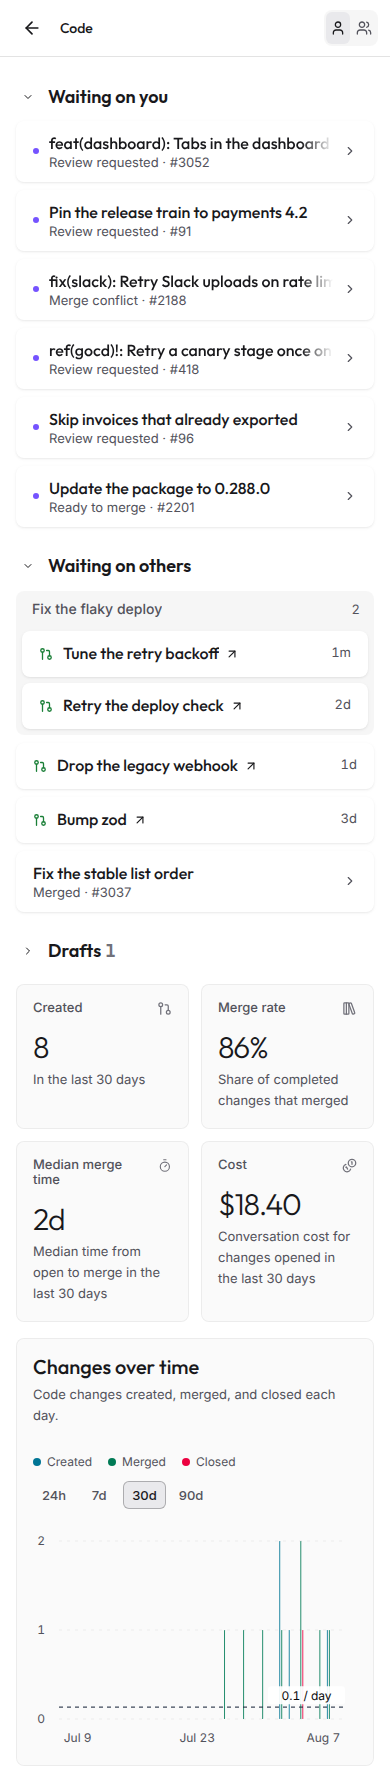 Code
Waiting on you
feat(dashboard): Tabs in the dashboard
Review requested · #3052
Pin the release train to payments 4.2
Review requested · #91
fix(slack): Retry Slack uploads on rate lin
Merge conflict · #2188
ref(gocd)!: Retry a canary stage once on
Review requested · #418
Skip invoices that already exported
Review requested · #96
Update the package to 0.288.0
Ready to merge · #2201
Waiting on others
Fix the flaky deploy 2
Tune the retry backoff 1m
Retry the deploy check 2d
Drop the legacy webhook 1d
Bump zod 3d
Fix the stable list order
Merged · #3037
Drafts 1
Created
8
In the last 30 days
Merge rate
86%
Share of completed
changes that merged
Median merge
time
2d
Median time from
open to merge in the
last 30 days
Cost
$18.40
Conversation cost for
changes opened in
the last 30 days
Changes over time
Code changes created, merged, and closed each
day.
Created Merged Closed
24h 7d 30d 90d
2
1
0.1 / day
0
Jul 9 Jul 23 Aug 7